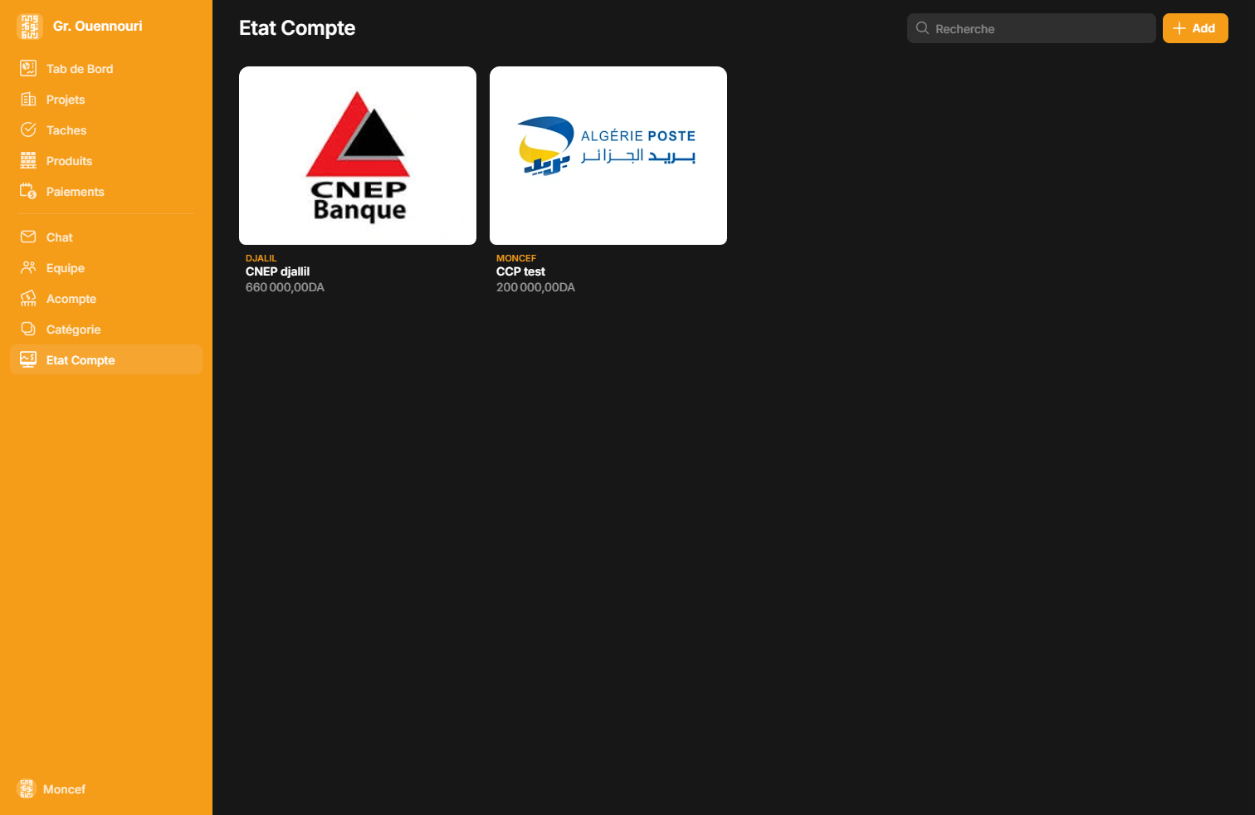 Gr. Ouennouri
Tab de Bord
Projets
Taches
Produits
Paiements
Chat
Equipe
Acompte
Catégorie
Etat Compte
Moncef
Etat Compte
Recherche
Add
CNEP
Banque
DJALIL
CNEP djallil
660 000,00DA
ALGÉRIE POSTE
بريد الجزائر
بريد
MONCEF
CCP test
200 000,00DA